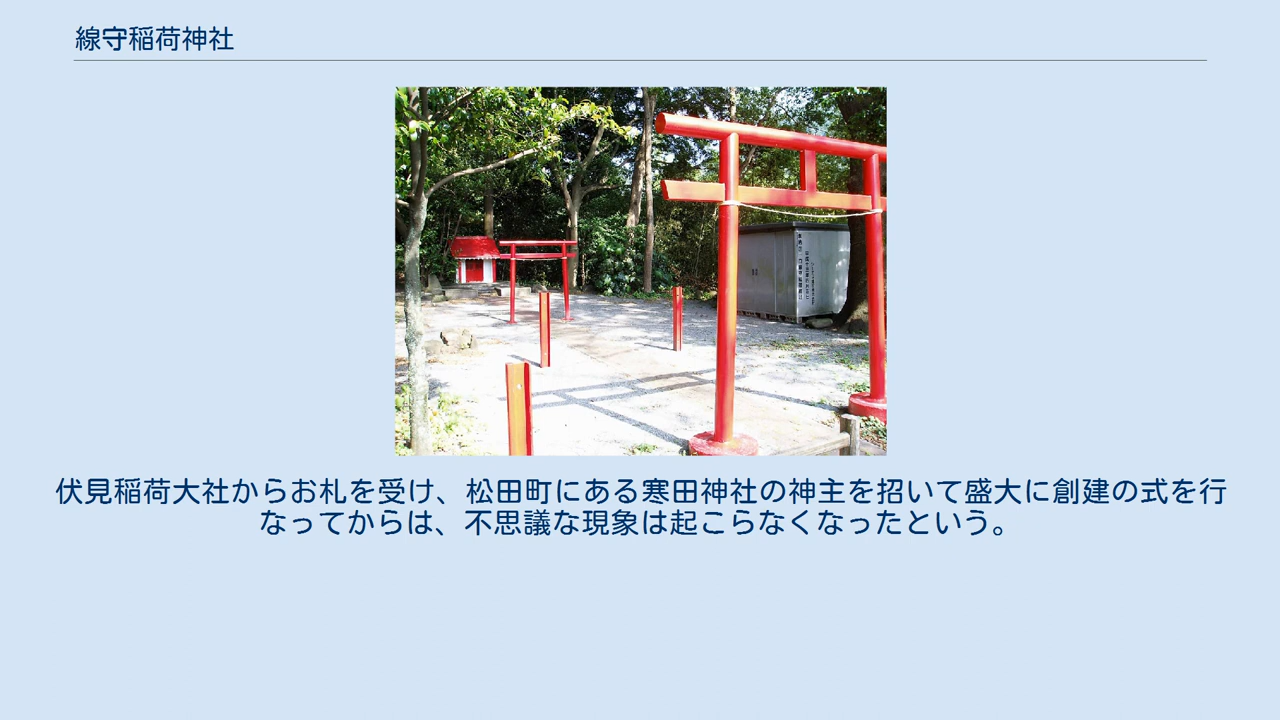 線守稲荷神社
伏見稲荷大社からお札を受け、松田町にある寒田神社の神主を招いて盛大に創建の式を行
なってからは、不思議な現象は起こらなくなったという。